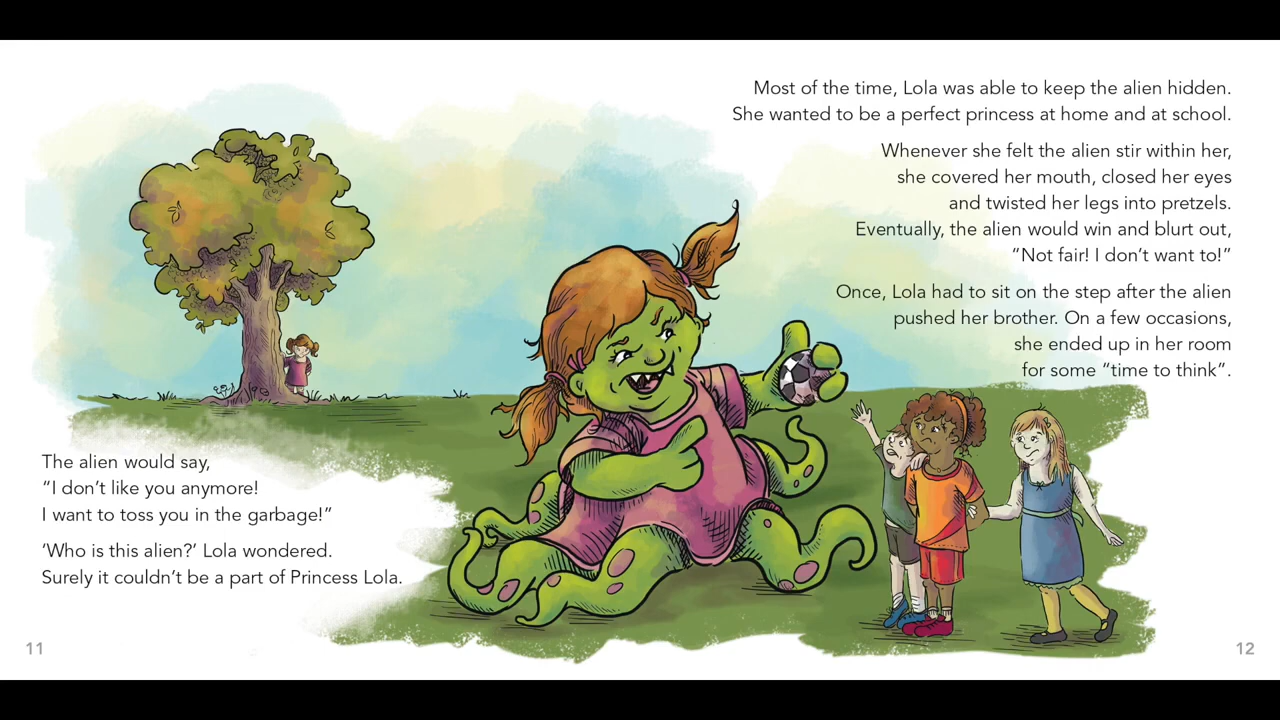 The alien would say,
“I don’t like you anymore!
I want to toss you in the garbage!”
‘Who is this alien?’ Lola wondered.
Surely it couldn’t be a part of Princess Lola.
11
Most of the time, Lola was able to keep the alien hidden.
She wanted to be a perfect princess at home and at school.
Whenever she felt the alien stir within her,
she covered her mouth, closed her eyes
and twisted her legs into pretzels.
Eventually, the alien would win and blurt out,
“Not fair! I don’t want to!”
Once, Lola had to sit on the step after the alien
pushed her brother. On a few occasions,
she ended up in her room
for some “time to think”.
12